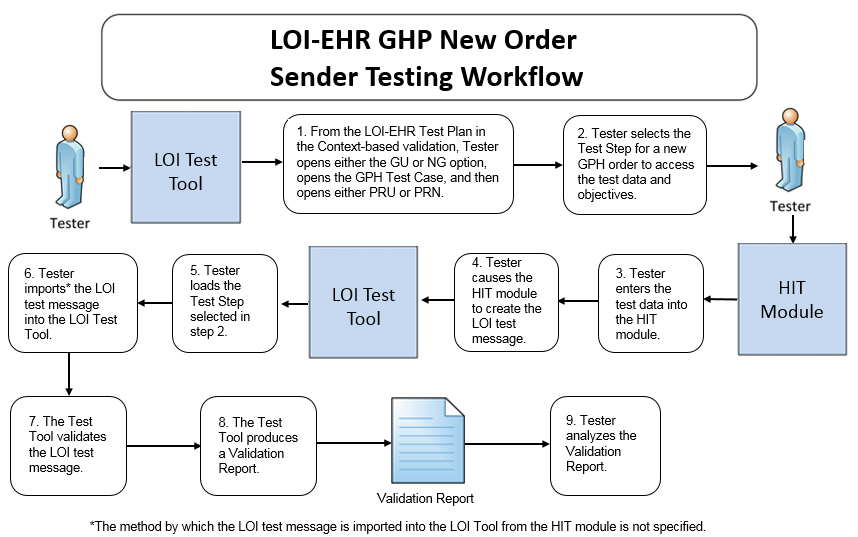 LOI-EHR GHP New Order
Sender Testing Workflow
Tester
LOI Test
Tool
1. From the LOI-EHR Test Plan in
the Context-based validation, Tester
opens either the GU or NG option,
opens the GPH Test Case, and then
opens either PRU or PRN.
2. Tester selects the
Test Step for a new
GPH order to access
the test data and
objectives.
Tester
HIT
Module
3. Tester
enters the
test data into
the HIT
module.
4. Tester
causes the
HIT module
to create the
LOI test
message.
LOI Test
Tool
5. Tester
loads the
Test Step
selected in
step 2.
6. Tester
imports* the LOI
test message
into the LOI Test
Tool.
7. The Test
Tool validates
the LOI test
message.
8. The Test
Tool produces
a Validation
Report.
Validation Report
9. Tester
analyzes the
Validation
Report.
*The method by which the LOI test message is imported into the LOI Tool from the HIT module is not specified.